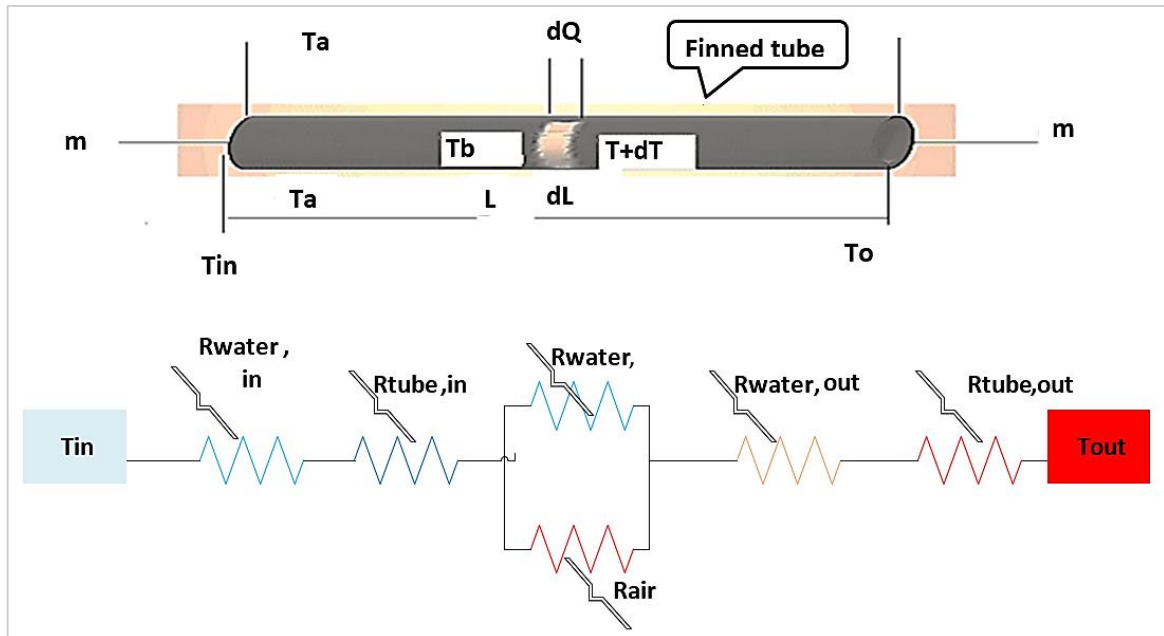 Ta
dQ
Finned tube
m
m
Tb
T+dT
Ta
L
dL
Tin
To
Rwater ,
in
Rtube,in
Rwater,
Rwater, out
Rtube,out
Tin
Tout
Rair